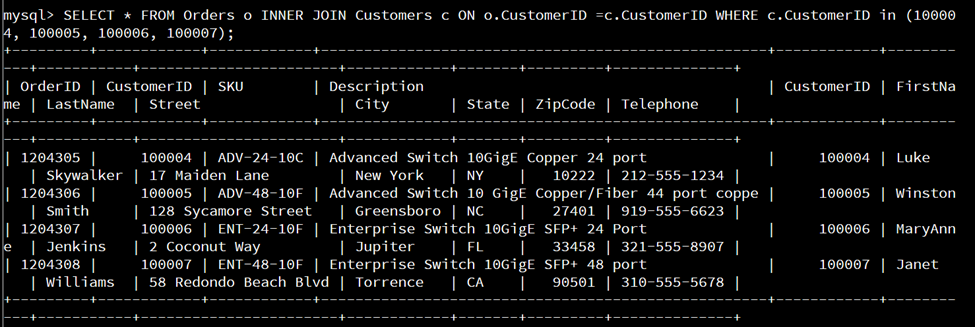 mysql> SELECT * FROM Orders o INNER JOIN Customers c ON o.CustomerID =c.CustomerID WHERE c.CustomerID in (10000
4, 100005, 100006, 100007);
+---------+------------+------------+----------------------------------------------------+------------+--------
---+-----------+-----------------------+------------+-------+---------+--------------+
| OrderID | CustomerID | SKU        | Description                                        | CustomerID | FirstNa
me | LastName  | Street                | City       | State | ZipCode | Telephone    |
+---------+------------+------------+----------------------------------------------------+------------+--------
---+-----------+-----------------------+------------+-------+---------+--------------+
| 1204305 |     100004 | ADV-24-10C | Advanced Switch 10GigE Copper 24 port              |     100004 | Luke
   | Skywalker | 17 Maiden Lane        | New York   | NY    |   10222 | 212-555-1234 |
| 1204306 |     100005 | ADV-48-10F | Advanced Switch 10 GigE Copper/Fiber 44 port coppe |     100005 | Winston
   | Smith     | 128 Sycamore Street   | Greensboro | NC    |   27401 | 919-555-6623 |
| 1204307 |     100006 | ENT-24-10F | Enterprise Switch 10GigE SFP+ 24 Port              |     100006 | MaryAnn
e | Jenkins   | 2 Coconut Way         | Jupiter    | FL    |   33458 | 321-555-8907 |
| 1204308 |     100007 | ENT-48-10F | Enterprise Switch 10GigE SFP+ 48 port              |     100007 | Janet
   | Williams  | 58 Redondo Beach Blvd | Torrence   | CA    |   90501 | 310-555-5678 |
+---------+------------+------------+----------------------------------------------------+------------+--------
---+-----------+-----------------------+------------+-------+---------+--------------+